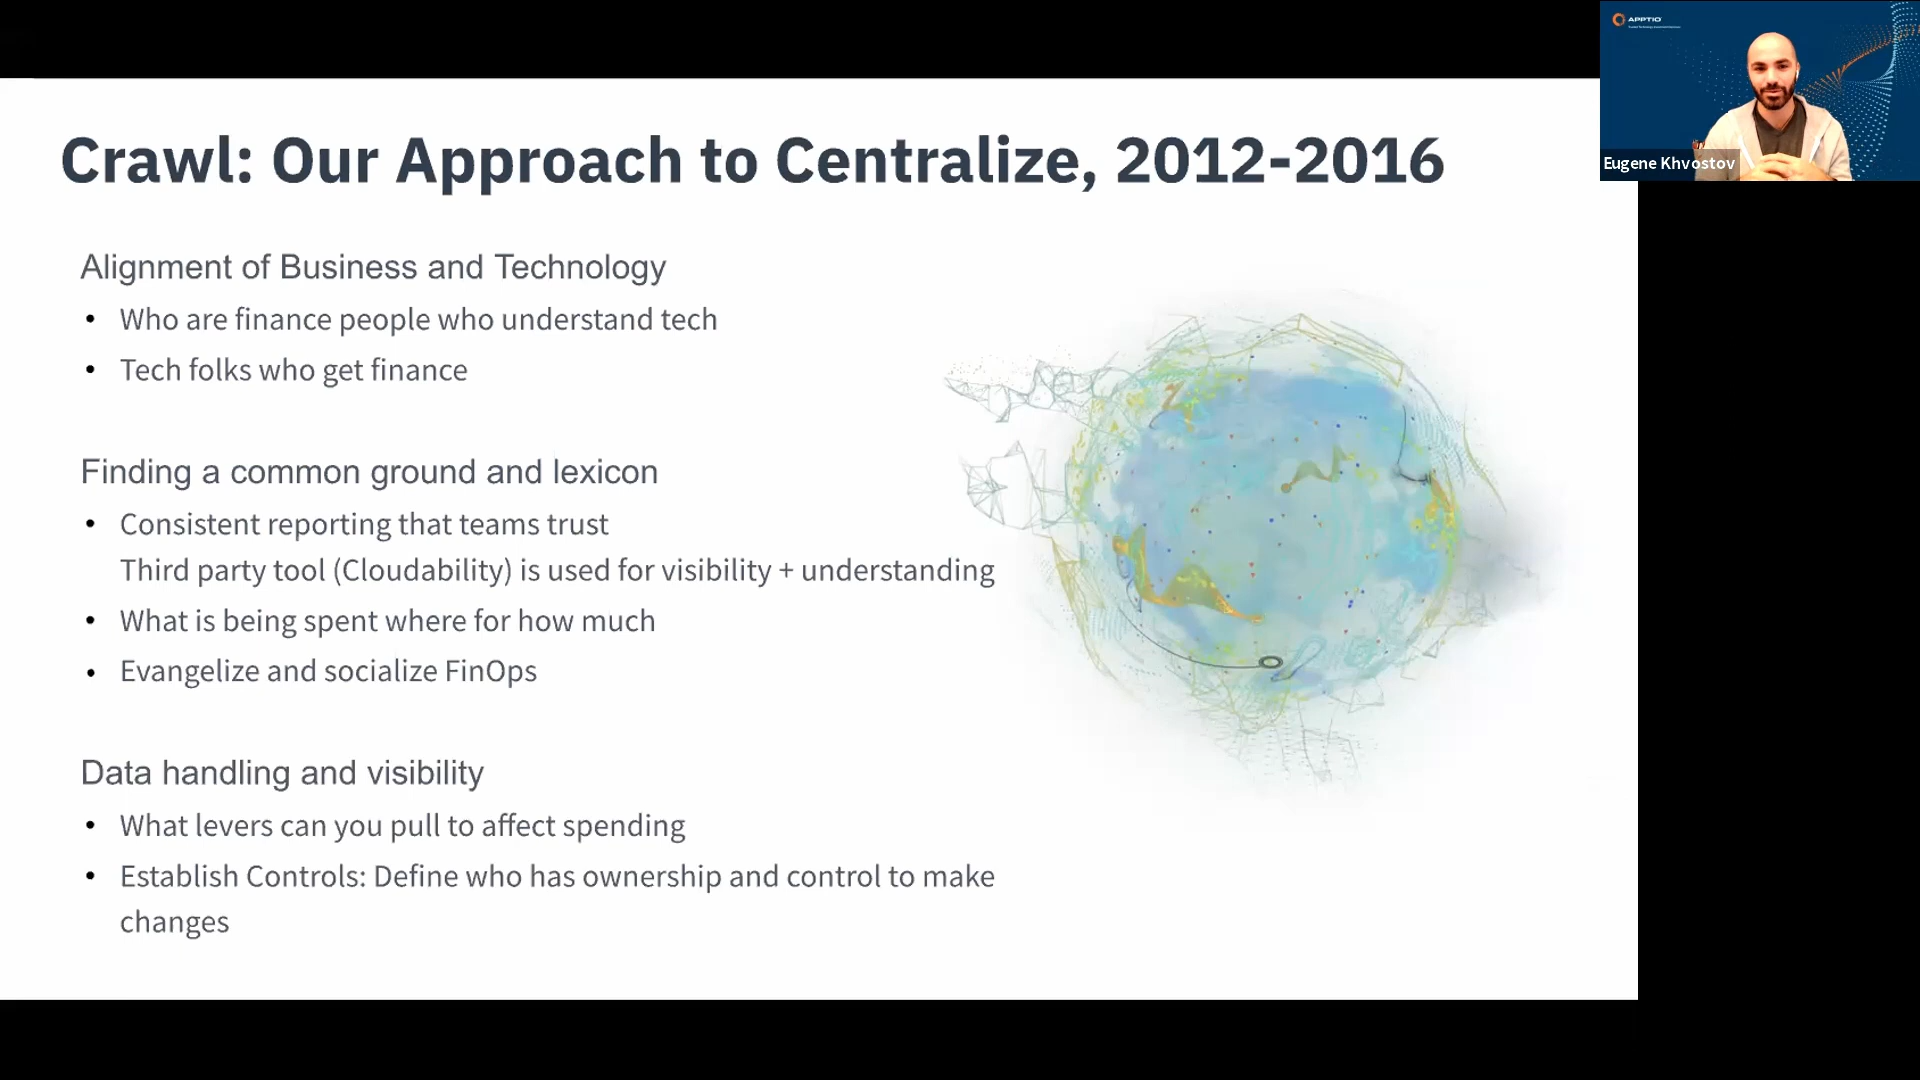 Crawl: Our Approach to Centralize, 2012-2016
Alignment of Business and Technology
• Who are finance people who understand tech
• Tech folks who get finance
Finding a common ground and lexicon
• Consistent reporting that teams trust
Third party tool (Cloudability) is used for visibility + understanding
• What is being spent where for how much
• Evangelize and socialize FinOps
Data handling and visibility
• What levers can you pull to affect spending
• Establish Controls: Define who has ownership and control to make
changes
APPTIO
Eugene Khvostov